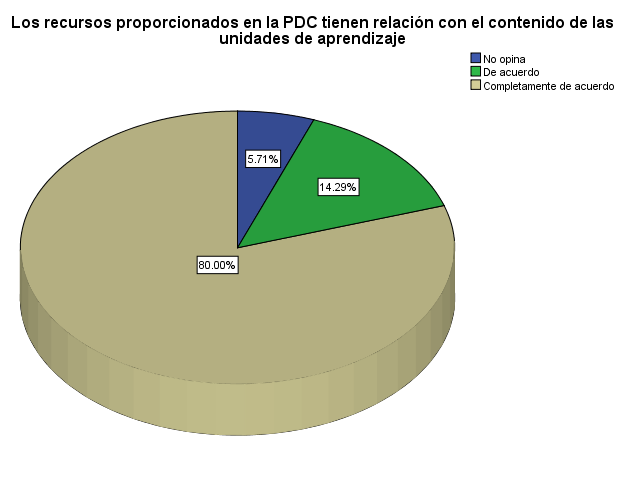 Los recursos proporcionados en la PDC tienen relación con el contenido de las
unidades de aprendizaje
No opina
De acuerdo
Completamente de acuerdo
5.71%
14.29%
80.00%